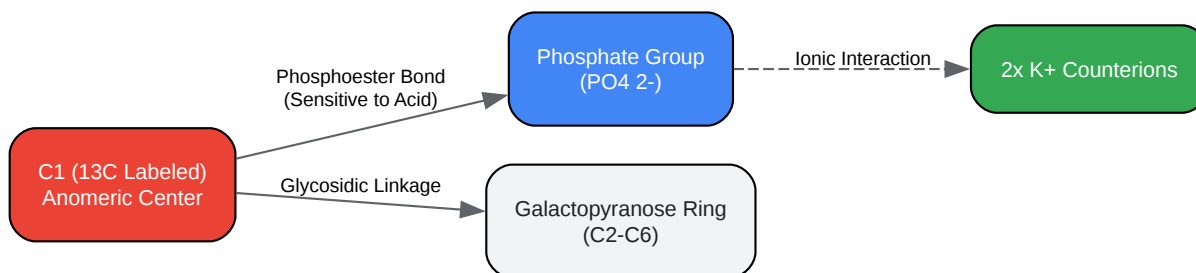 Phosphate Group
(PO4 2-)
Ionic Interaction
2x K+ Counterions
Phosphoester Bond
(Sensitive to Acid)
C1 (13C Labeled)
Anomeric Center
Glycosidic Linkage
Galactopyranose Ring
(C2-C6)